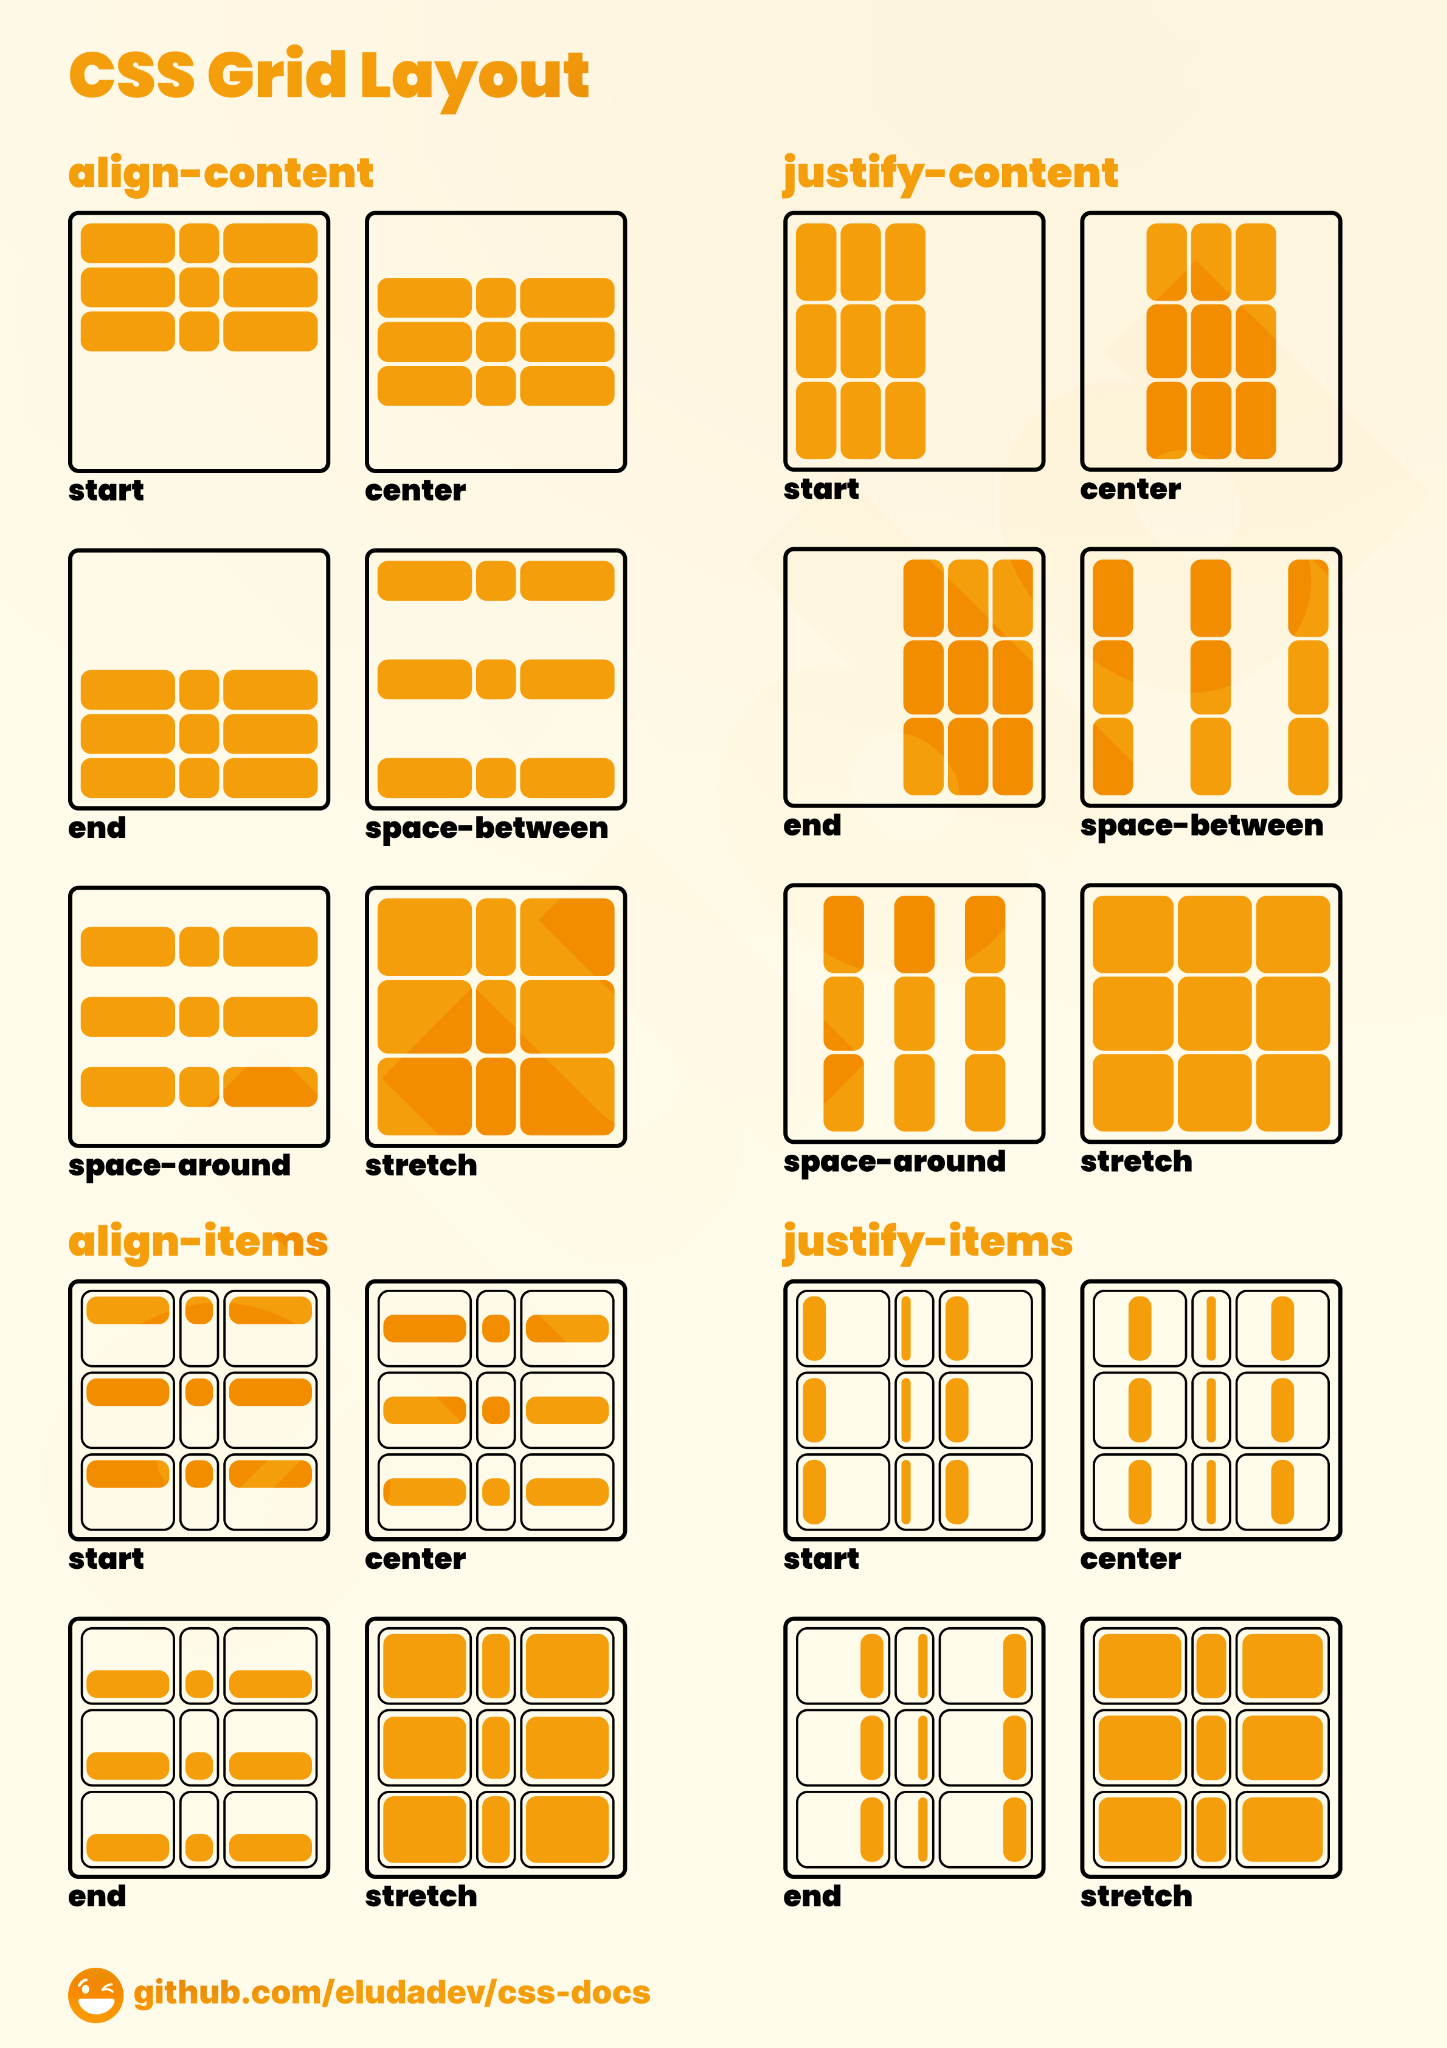 CSS Grid Layout
align-content
start
center
end
space-between
space-around
stretch
justify-content
start
center
end
space-between
space-around
stretch
align-items
start
center
end
stretch
justify-items
start
center
end
stretch
github.com/eludadev/css-docs